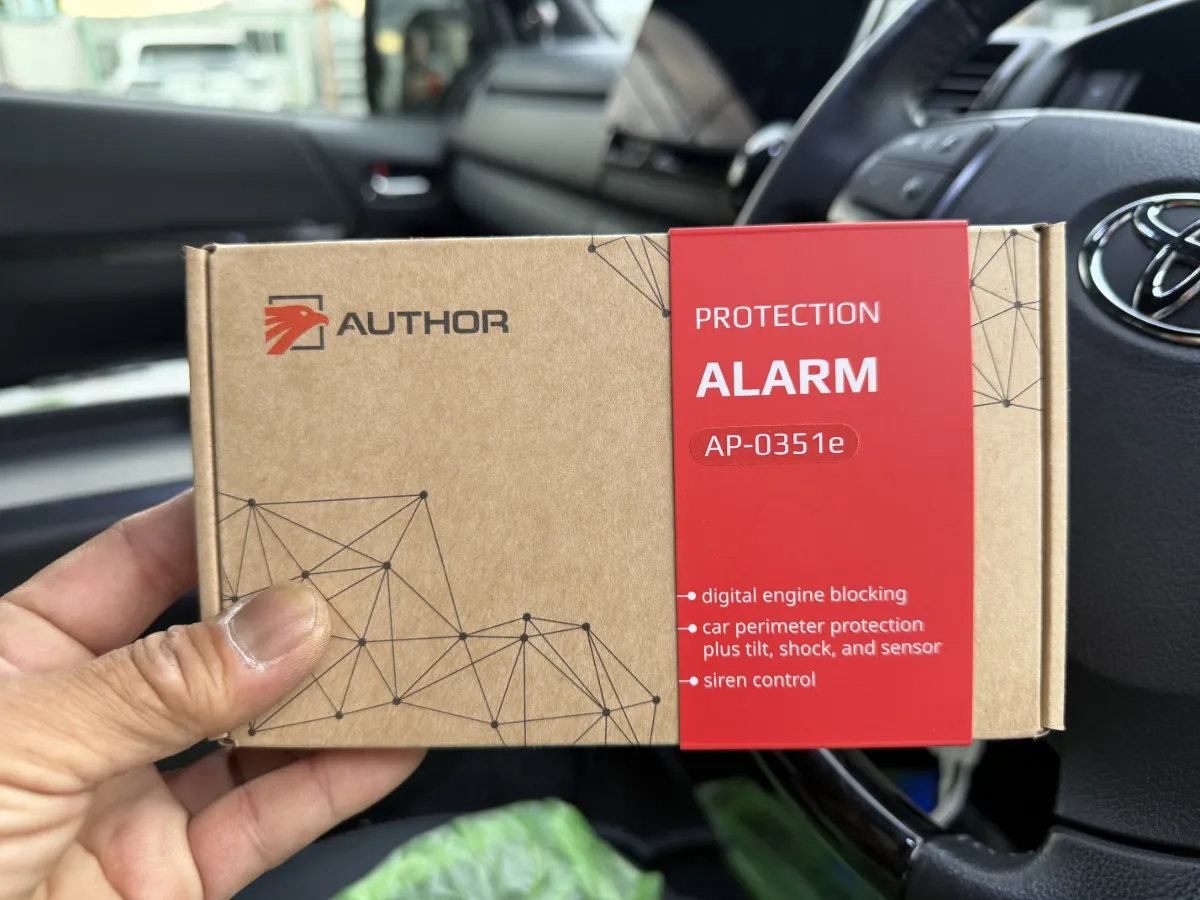 AUTHOR
PROTECTION
ALARM
AP-0351e
digital engine blocking
car perimeter protection
plus tilt, shock, and sensor
siren control